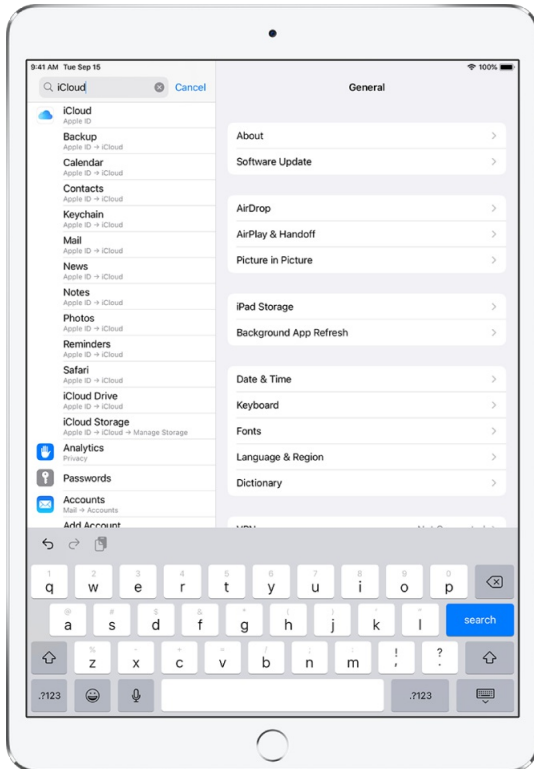 9:41 AM Tue Sep 15
100%
iCloud
Cancel
General
iCloud
Apple ID
Backup
Apple ID → iCloud
Calendar
Apple ID → iCloud
Contacts
Apple ID → iCloud
Keychain
Apple ID → iCloud
Mail
Apple ID → iCloud
News
Apple ID → iCloud
Notes
Apple ID → iCloud
Photos
Apple ID → iCloud
Reminders
Apple ID → iCloud
Safari
Apple ID → iCloud
iCloud Drive
Apple ID → iCloud
iCloud Storage
Apple ID → iCloud → Manage Storage
Analytics
Privacy
Passwords
Accounts
Mail → Accounts
Add Account
About
Software Update
AirDrop
AirPlay & Handoff
Picture in Picture
iPad Storage
Background App Refresh
Date & Time
Keyboard
Fonts
Language & Region
Dictionary
VPN
1 2 3 4 5 6 7 8 9 0
q w e r t y u i o p
@ # $ & * ( ) ' "
a s d f g h j k l search
% - + = / ; : ! ?
z x c v b n m , .
.?123 .?123